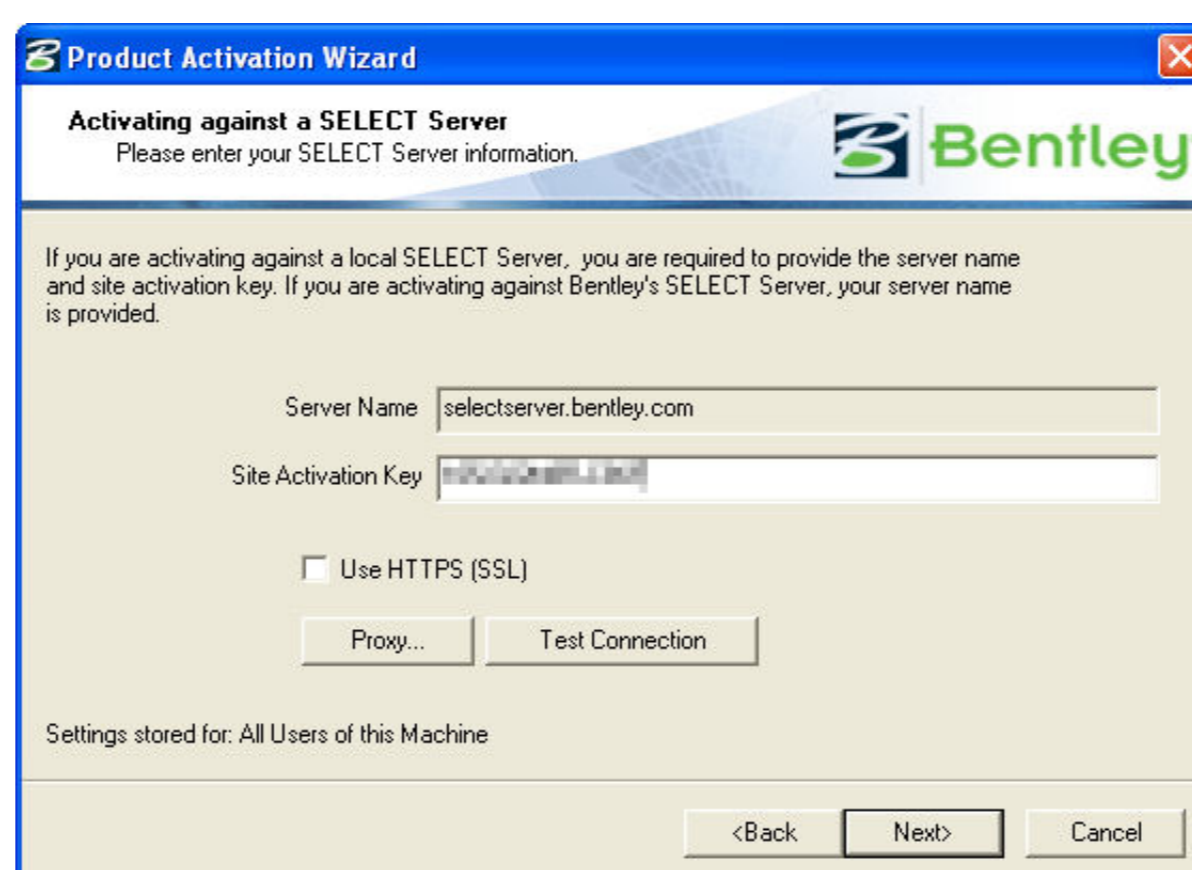 Product Activation Wizard
Activating against a SELECT Server
Please enter your SELECT Server information.
Bentley
If you are activating against a local SELECT Server, you are required to provide the server name
and site activation key. If you are activating against Bentley's SELECT Server, your server name
is provided.
Server Name selectserver.bentley.com
Site Activation Key
Use HTTPS (SSL)
Proxy... Test Connection
Settings stored for: All Users of this Machine
<Back Next> Cancel